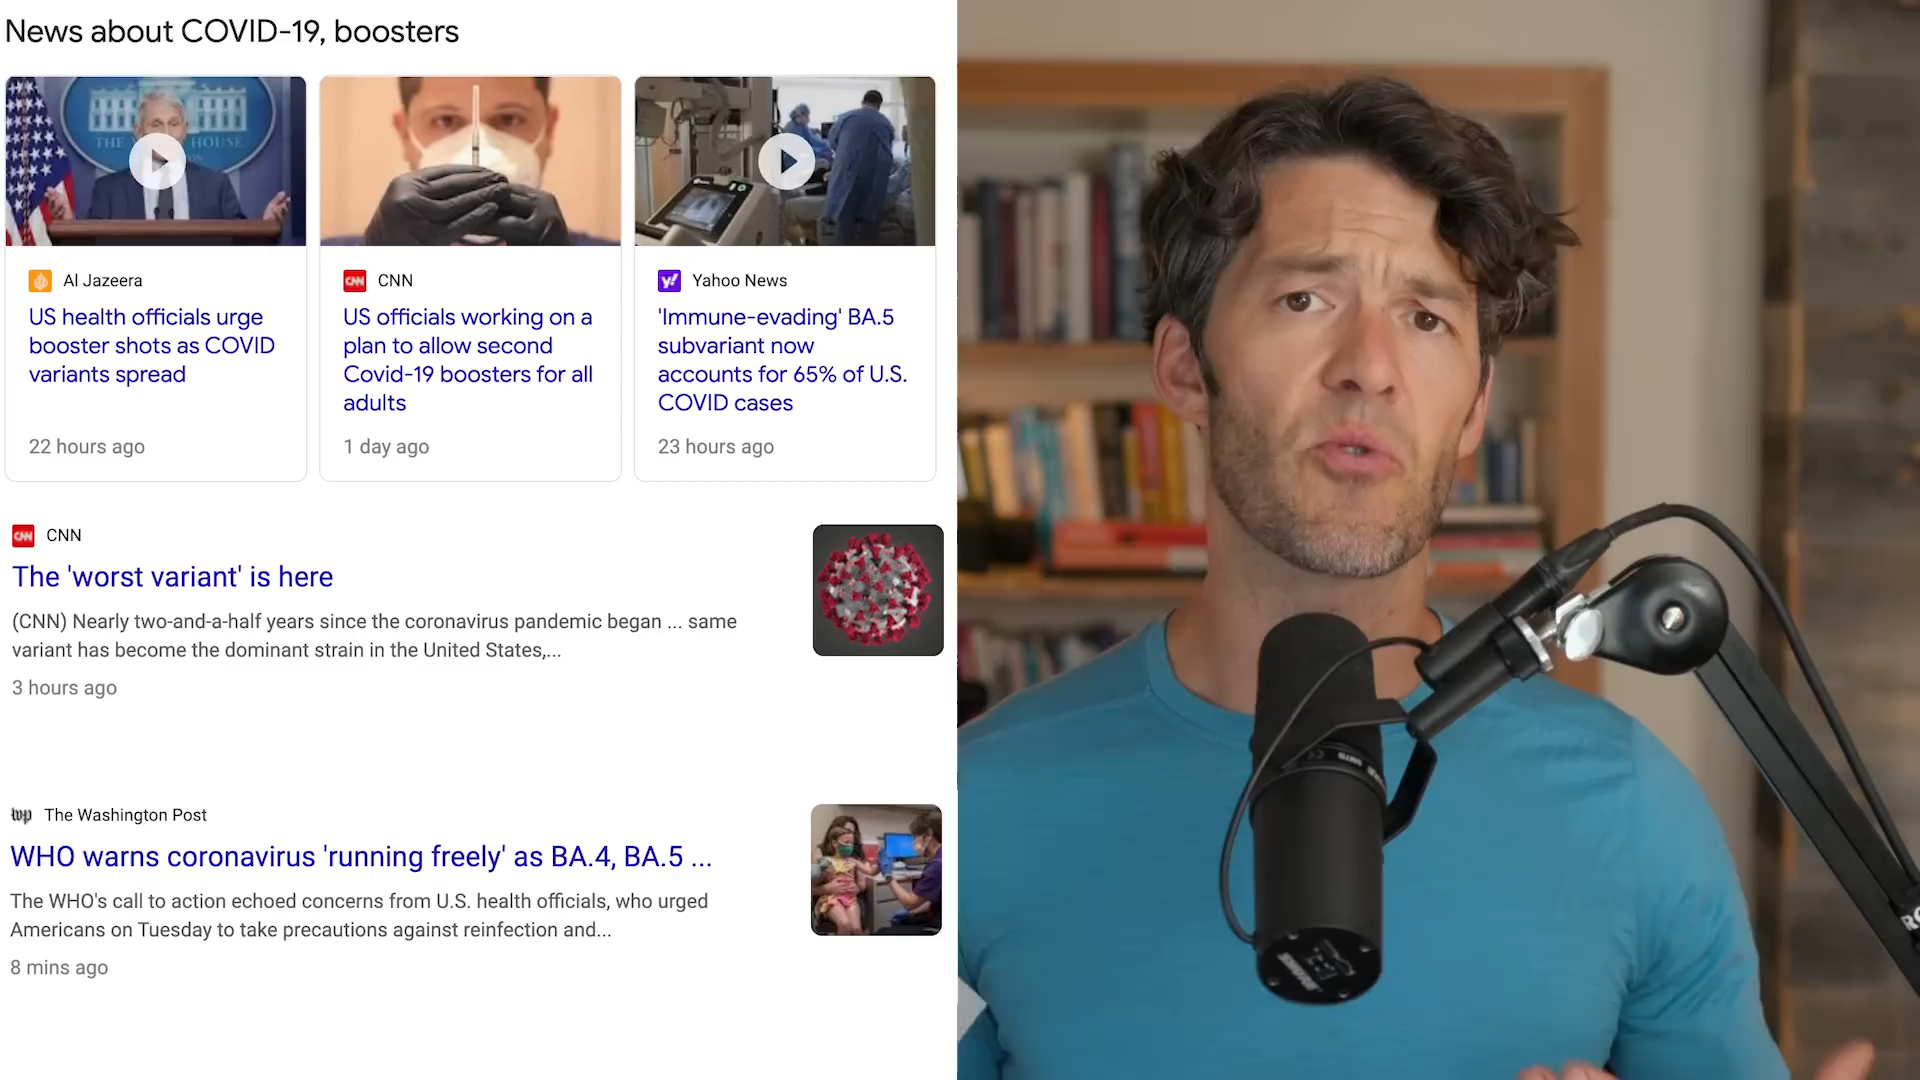 News about COVID-19, boosters
THE WHITE HOUSE
Al Jazeera
US health officials urge
booster shots as COVID
variants spread
22 hours ago
CNN
CNN
US officials working on a
plan to allow second
Covid-19 boosters for all
adults
1 day ago
y!
Yahoo News
'Immune-evading' BA.5
subvariant now
accounts for 65% of U.S.
COVID cases
23 hours ago
CNN
CNN
The 'worst variant' is here
(CNN) Nearly two-and-a-half years since the coronavirus pandemic began ... same
variant has become the dominant strain in the United States,...
3 hours ago
wp
The Washington Post
WHO warns coronavirus 'running freely' as BA.4, BA.5 ...
The WHO's call to action echoed concerns from U.S. health officials, who urged
Americans on Tuesday to take precautions against reinfection and...
8 mins ago